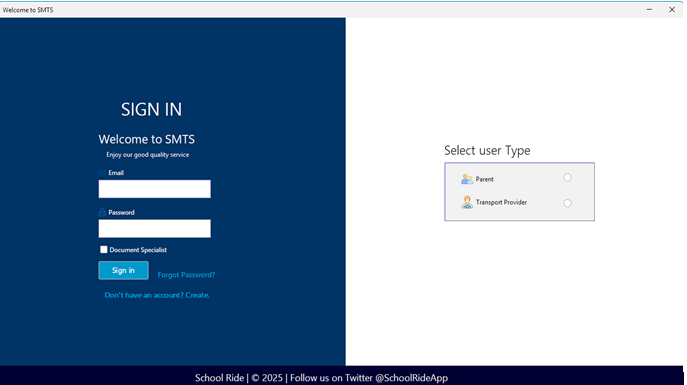 Welcome to SMTS
SIGN IN
Welcome to SMTS
Enjoy our good quality service
Email
Password
Document Specialist
Sign in
Forgot Password?
Don't have an account? Create.
Select user Type
Parent
Transport Provider
School Ride | © 2025 | Follow us on Twitter @SchoolRideApp